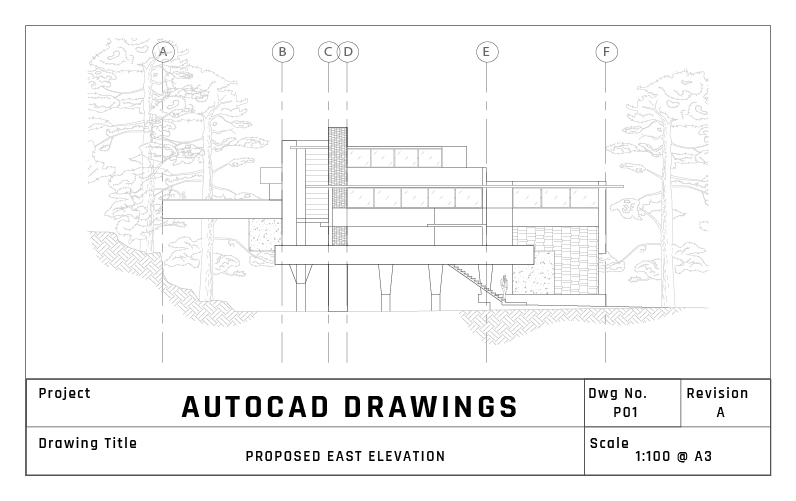 A B C D E F
Project
AUTOCAD DRAWINGS
Dwg No.
P01
Revision
A
Drawing Title
PROPOSED EAST ELEVATION
Scale
1:100 @ A3